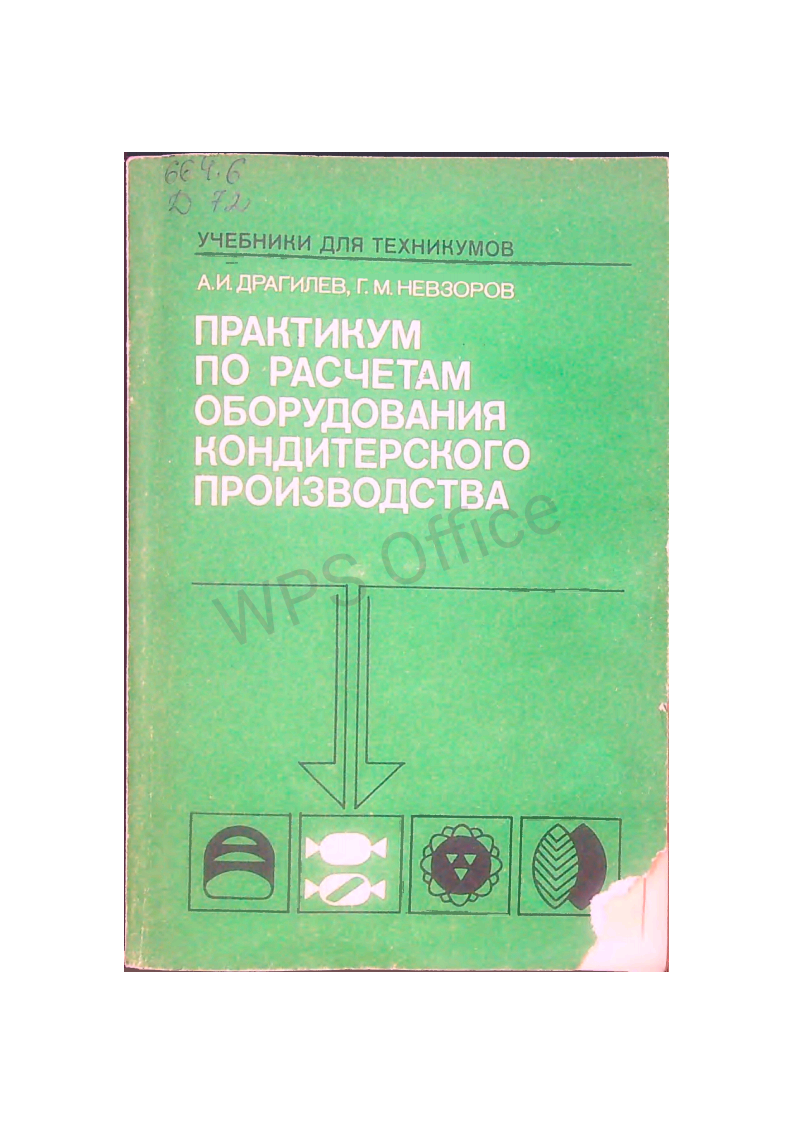 664.6
Д 72
УЧЕБНИКИ ДЛЯ ТЕХНИКУМОВ
А.И. ДРАГИЛЕВ, Г. М. НЕВЗОРОВ
ПРАКТИКУМ
ПО РАСЧЕТАМ
ОБОРУДОВАНИЯ
КОНДИТЕРСКОГО
ПРОИЗВОДСТВА
WPS Office